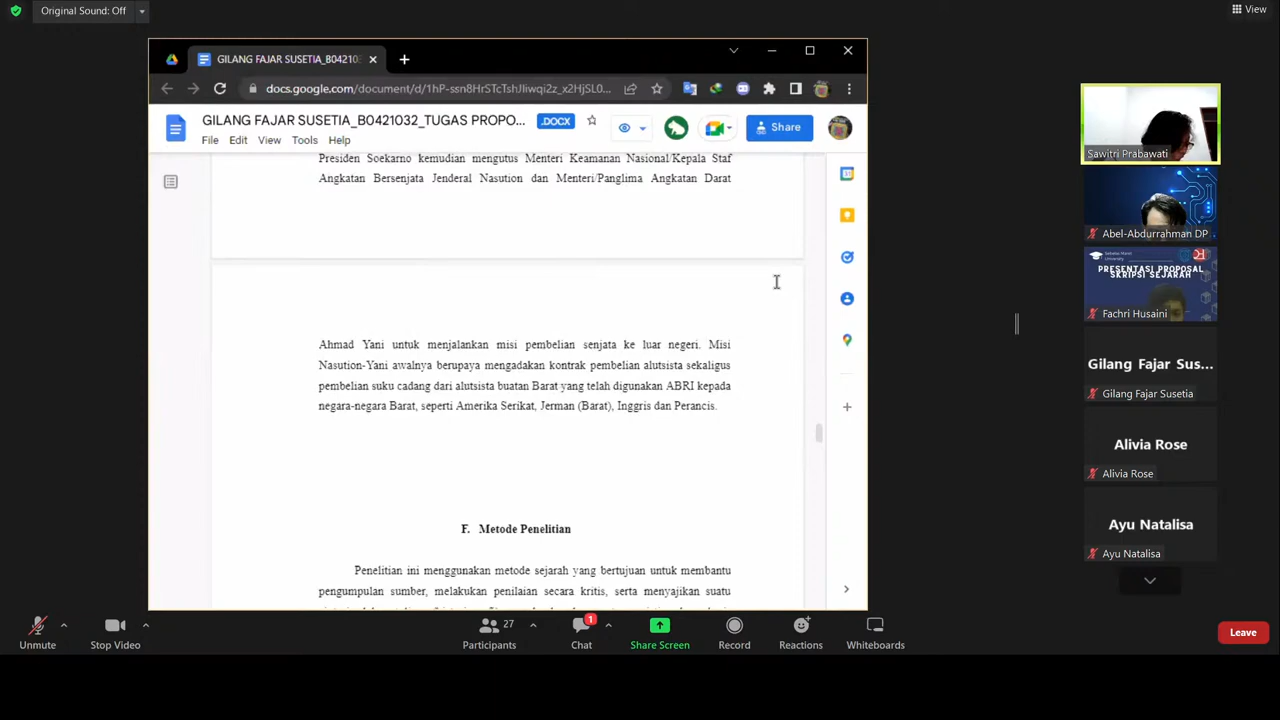 Original Sound: Off
View
GILANG FAJAR SUSETIA_B042103
docs.google.com/document/d/1hP-ssn8HrSTcTshJIiwqi2z_x2HjSL0...
GILANG FAJAR SUSETIA_B0421032_TUGAS PROPO...
.DOCX
Share
File Edit View Tools Help
Presiden Soekarno kemudian mengutus Menteri Keamanan Nasional/Kepala Staf
Angkatan Bersenjata Jenderal Nasution dan Menteri/Panglima Angkatan Darat
Ahmad Yani untuk menjalankan misi pembelian senjata ke luar negeri. Misi
Nasution-Yani awalnya berupaya mengadakan kontrak pembelian alutsista sekaligus
pembelian suku cadang dari alutsista buatan Barat yang telah digunakan ABRI kepada
negara-negara Barat, seperti Amerika Serikat, Jerman (Barat), Inggris dan Perancis.
F. Metode Penelitian
Penelitian ini menggunakan metode sejarah yang bertujuan untuk membantu
pengumpulan sumber, melakukan penilaian secara kritis, serta menyajikan suatu
Sawitri Prabawati
Abel-Abdurrahman DP
Sebelas Maret
University
PRESENTASI PROPOSAL
SKRIPSI SEJARAH
Fachri Husaini
Gilang Fajar Sus...
Gilang Fajar Susetia
Alivia Rose
Alivia Rose
Ayu Natalisa
Ayu Natalisa
Unmute
Stop Video
27
Participants
1
Chat
Share Screen
Record
Reactions
Whiteboards
Leave